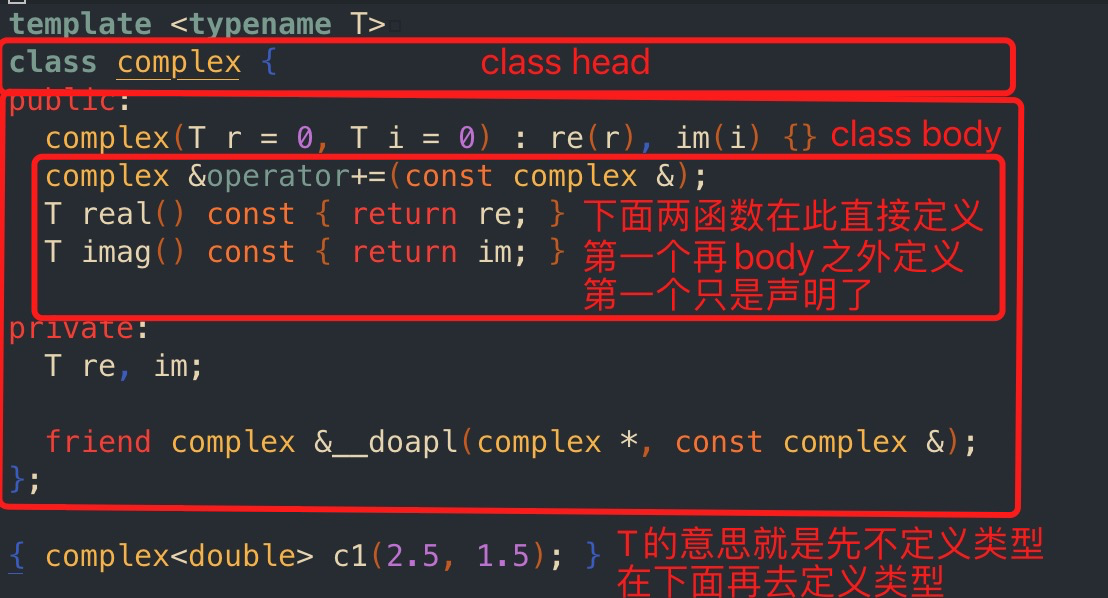 template <typename T>
class complex {
class head
public:
complex(T r = 0, T i = 0) : re(r), im(i) {}
class body
complex &operator+=(const complex &);
T real() const { return re; }
下面两函数在此直接定义
T imag() const { return im; }
第一个再body之外定义
第一个只是声明了
private:
T re, im;
friend complex &__doapl(complex *, const complex &);
};
{ complex<double> c1(2.5, 1.5); }
T的意思就是先不定义类型
在下面再去定义类型